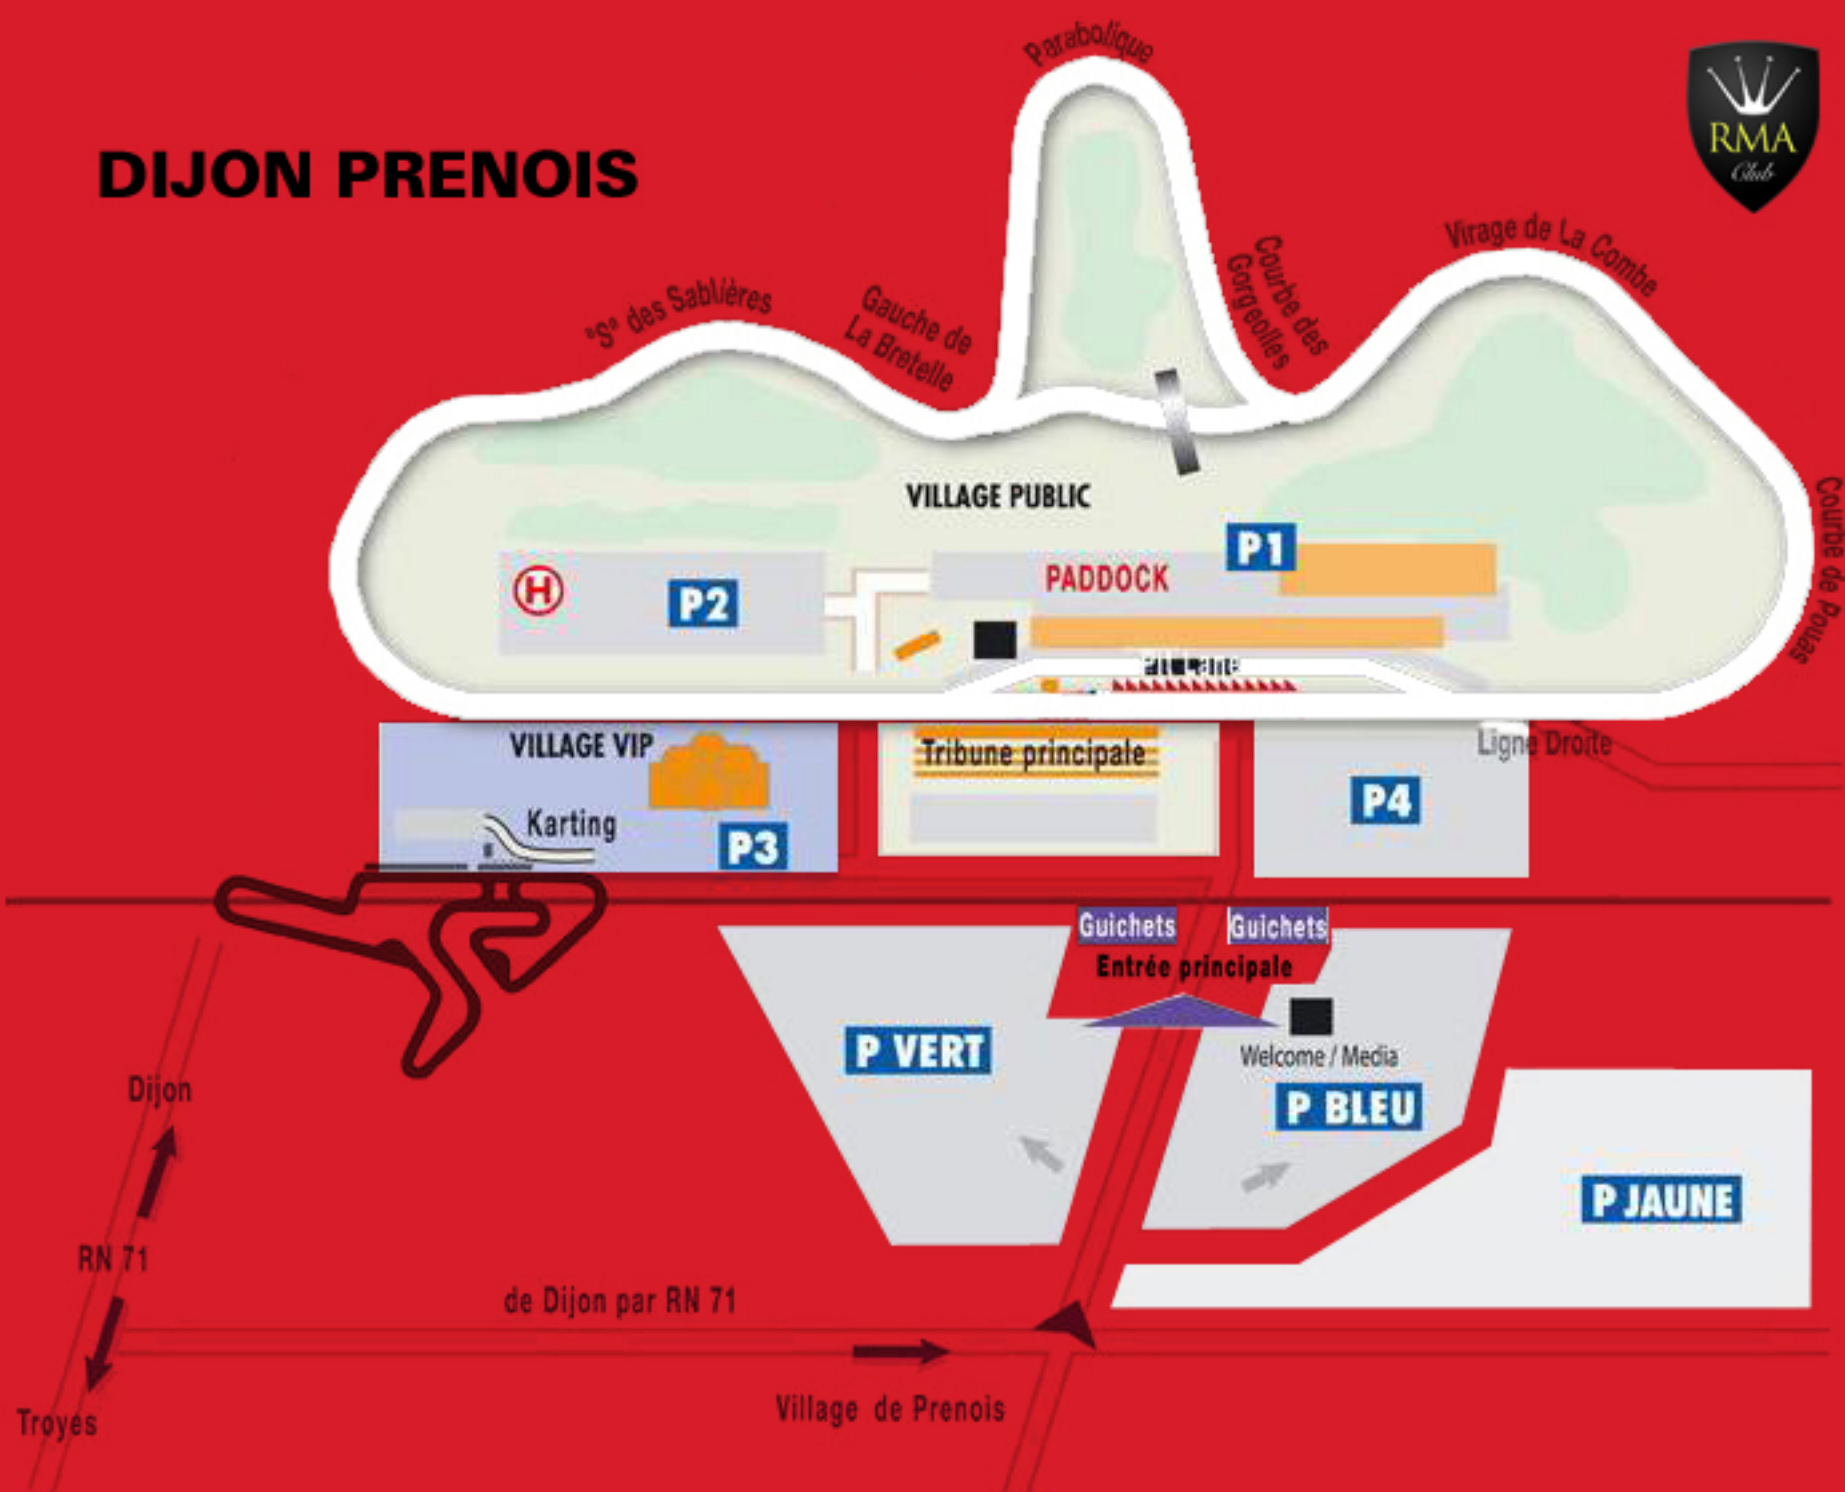 Parabolique
RMA
Club
DIJON PRENOIS
Virage de La Combe
Courbe des
Gorgeolles
"S" des Sablières
Gauche de
La Bretelle
Courbe de Pouas
VILLAGE PUBLIC
P1
PADDOCK
H
P2
Pit Lane
VILLAGE VIP
Tribune principale
Ligne Droite
P4
Karting
P3
Guichets
Guichets
Entrée principale
P VERT
Welcome / Media
P BLEU
Dijon
P JAUNE
RN 71
de Dijon par RN 71
Village de Prenois
Troyes